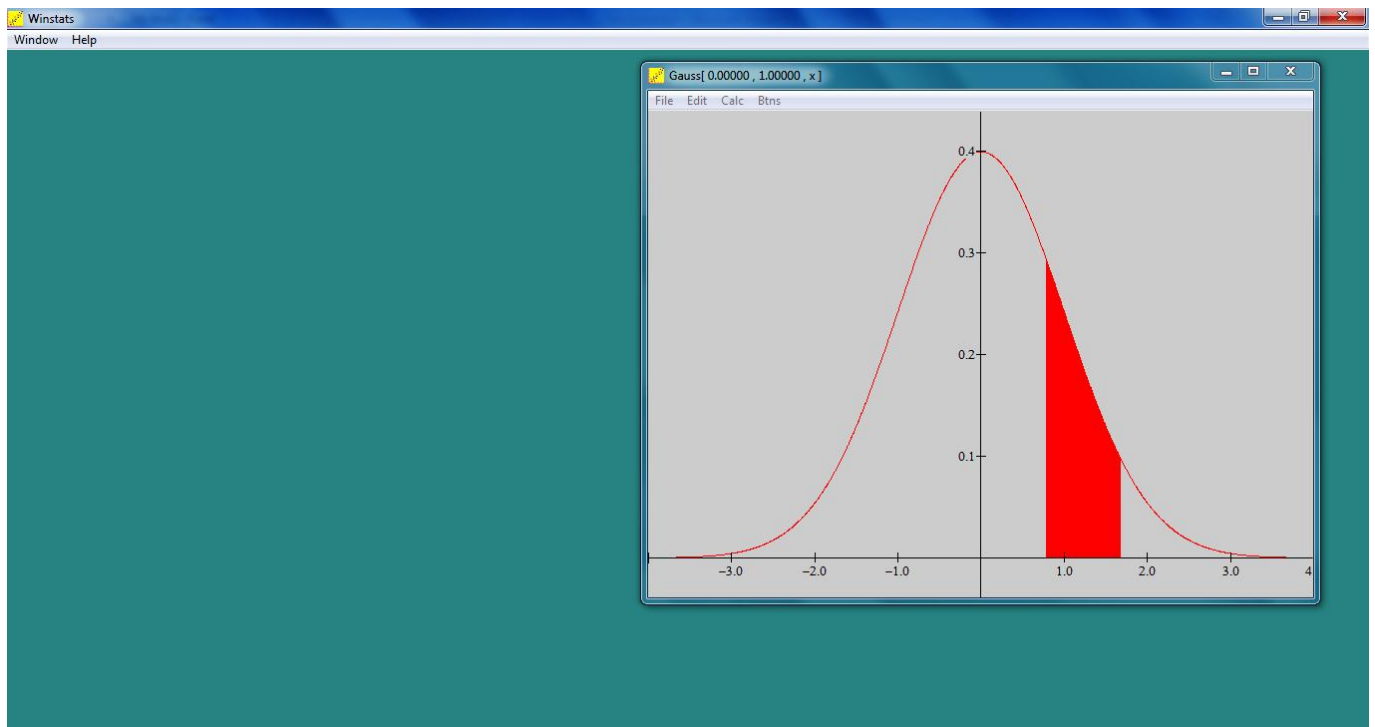 Winstats
Window Help
Gauss[ 0.00000 , 1.00000 , x ]
File Edit Calc Btns
0.4
0.3
0.2
0.1
−3.0 −2.0 −1.0 1.0 2.0 3.0 4